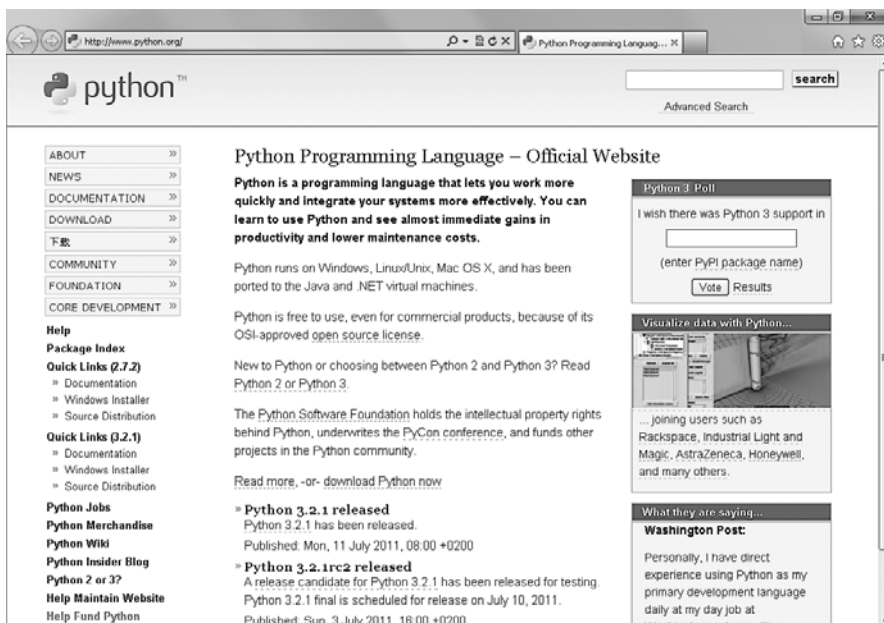 http://www.python.org/
Python Programming Languag... ×
python™
search
Advanced Search
ABOUT »
NEWS »
DOCUMENTATION »
DOWNLOAD »
下载 »
COMMUNITY »
FOUNDATION »
CORE DEVELOPMENT »
Help
Package Index
Quick Links (2.7.2)
» Documentation
» Windows Installer
» Source Distribution
Quick Links (3.2.1)
» Documentation
» Windows Installer
» Source Distribution
Python Jobs
Python Merchandise
Python Wiki
Python Insider Blog
Python 2 or 3?
Help Maintain Website
Help Fund Python
Python Programming Language – Official Website
Python is a programming language that lets you work more
quickly and integrate your systems more effectively. You can
learn to use Python and see almost immediate gains in
productivity and lower maintenance costs.
Python runs on Windows, Linux/Unix, Mac OS X, and has been
ported to the Java and .NET virtual machines.
Python is free to use, even for commercial products, because of its
OSI-approved open source license.
New to Python or choosing between Python 2 and Python 3? Read
Python 2 or Python 3.
The Python Software Foundation holds the intellectual property rights
behind Python, underwrites the PyCon conference, and funds other
projects in the Python community.
Read more, -or- download Python now
» Python 3.2.1 released
Python 3.2.1 has been released.
Published: Mon, 11 July 2011, 08:00 +0200
» Python 3.2.1rc2 released
A release candidate for Python 3.2.1 has been released for testing.
Python 3.2.1 final is scheduled for release on July 10, 2011.
Published: Sun, 3 July 2011, 16:00 +0200
Python 3 Poll
I wish there was Python 3 support in
(enter PyPI package name)
Vote Results
Visualize data with Python...
... joining users such as
Rackspace, Industrial Light and
Magic, AstraZeneca, Honeywell,
and many others.
What they are saying...
Washington Post:
Personally, I have direct
experience using Python as my
primary development language
daily at my day job at